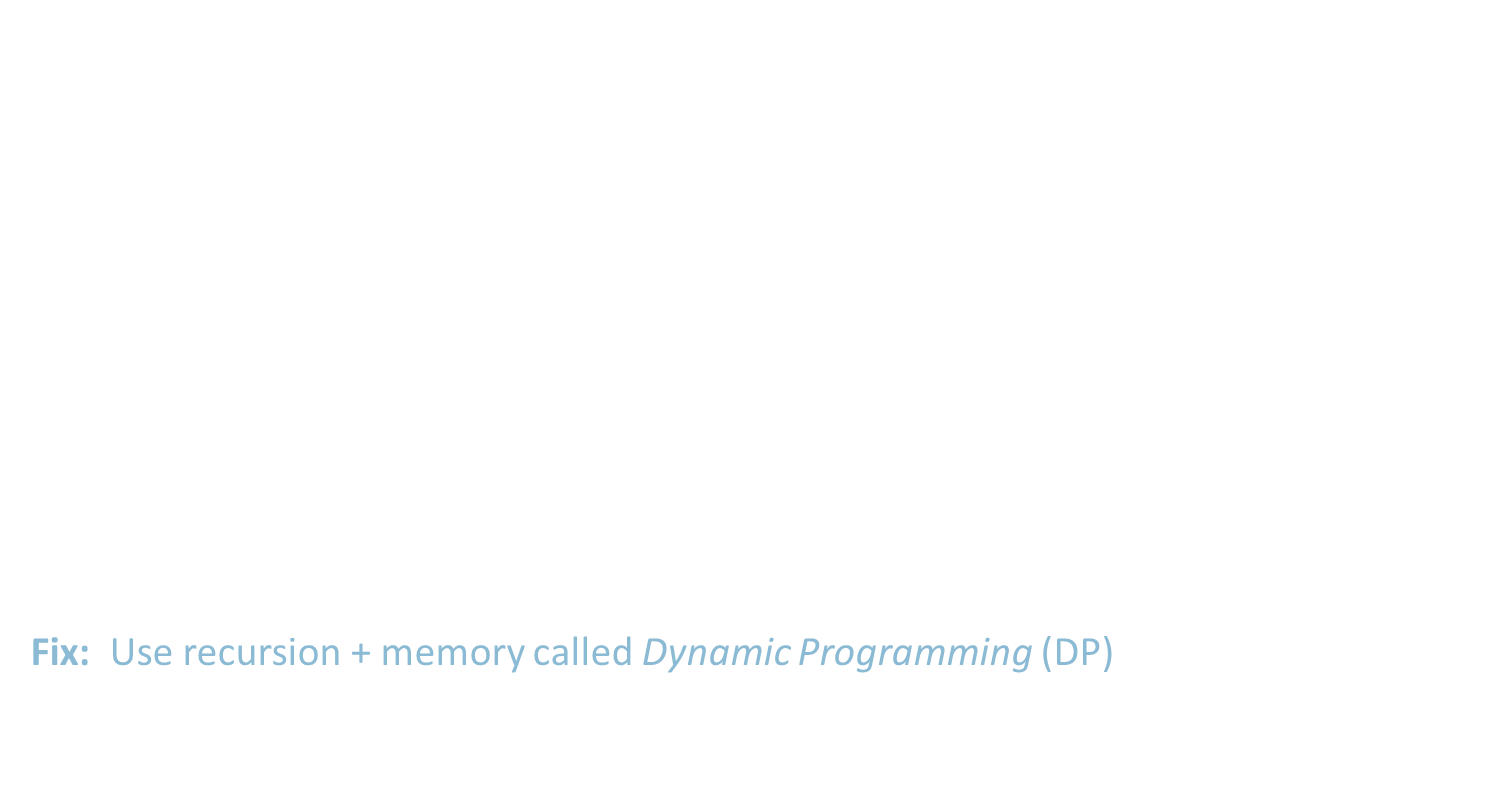 Fix: Use recursion + memory called Dynamic Programming (DP)